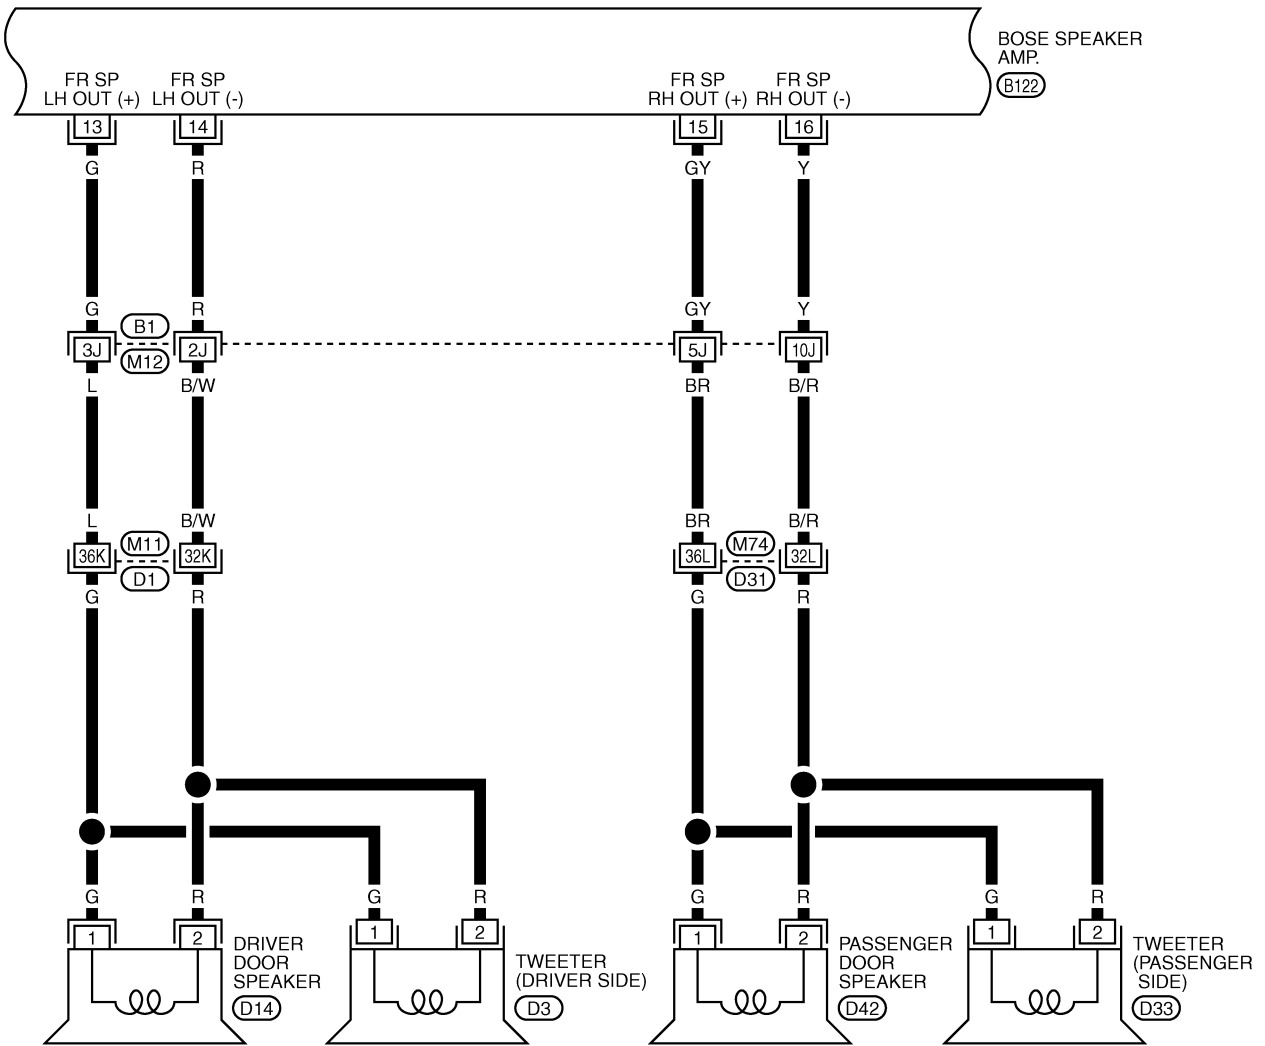 BOSE SPEAKER
AMP.
B122
FR SP
LH OUT (+)
FR SP
LH OUT (-)
FR SP
RH OUT (+)
FR SP
RH OUT (-)
13 14 15 16
G R GY Y
G R GY Y
B1
3J 2J 5J 10J
M12
L B/W BR B/R
L B/W BR B/R
M11 M74
36K 32K 36L 32L
D1 D31
G R G R
G R G R G R G R
1 2 1 2 1 2 1 2
DRIVER
DOOR
SPEAKER
D14
TWEETER
(DRIVER SIDE)
D3
PASSENGER
DOOR
SPEAKER
D42
TWEETER
(PASSENGER
SIDE)
D33